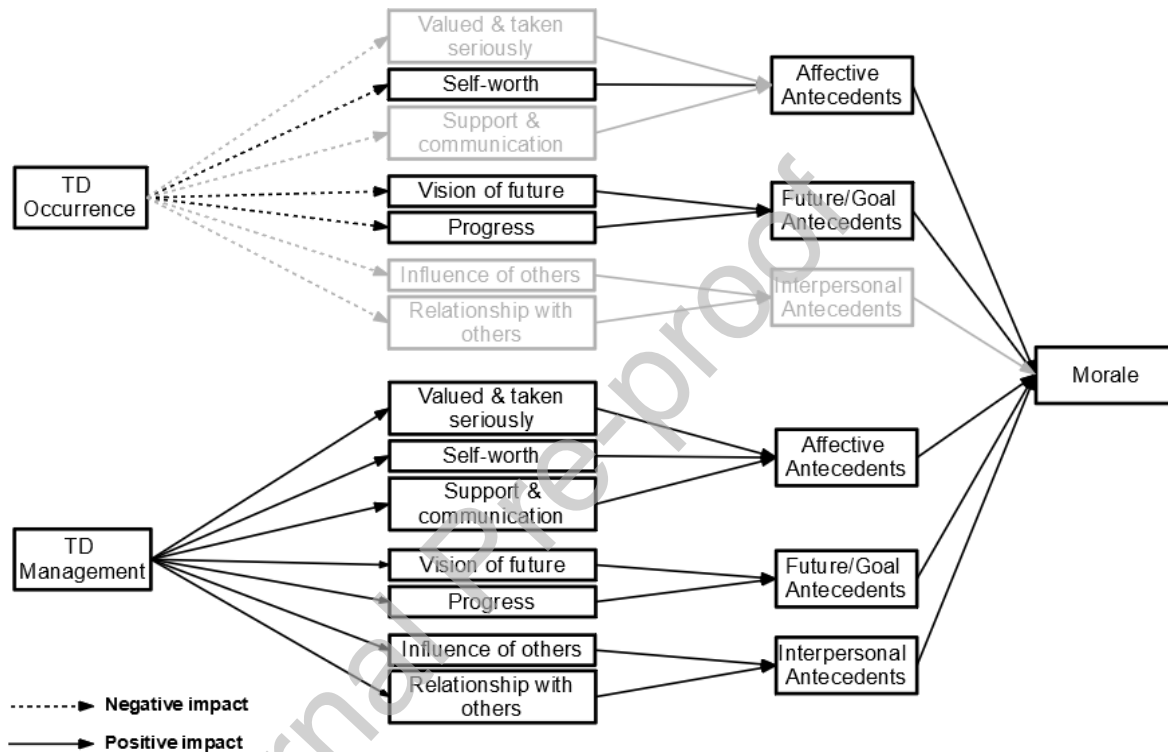 Valued & taken
seriously
Self-worth
Support &
communication
Affective
Antecedents
TD
Occurrence
Vision of future
Progress
Future/Goal
Antecedents
Influence of others
Relationship with
others
Interpersonal
Antecedents
Morale
Valued & taken
seriously
Self-worth
Support &
communication
Affective
Antecedents
TD
Management
Vision of future
Progress
Future/Goal
Antecedents
Influence of others
Relationship with
others
Interpersonal
Antecedents
Negative impact
Positive impact
rnal Pre-proof